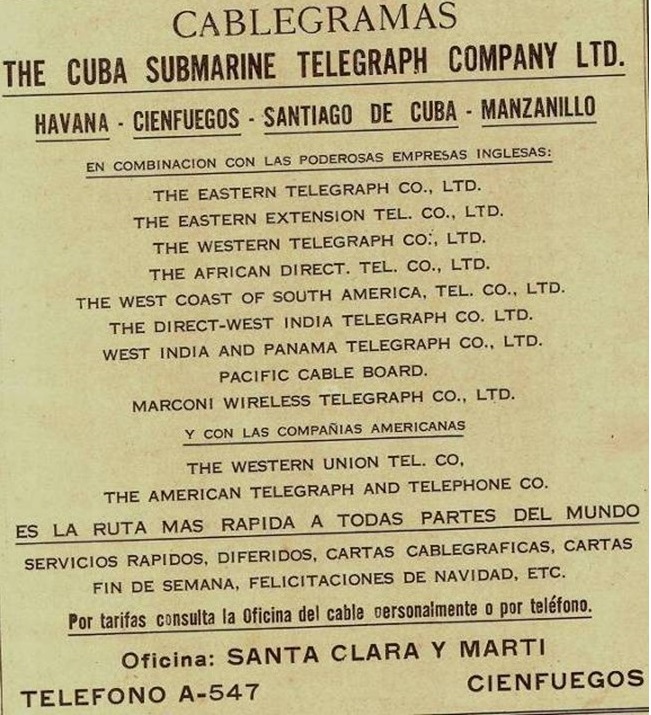 CABLEGRAMAS
THE CUBA SUBMARINE TELEGRAPH COMPANY LTD.
HAVANA - CIENFUEGOS - SANTIAGO DE CUBA - MANZANILLO
EN COMBINACION CON LAS PODEROSAS EMPRESAS INGLESAS:
THE EASTERN TELEGRAPH CO., LTD.
THE EASTERN EXTENSION TEL. CO., LTD.
THE WESTERN TELEGRAPH CO., LTD.
THE AFRICAN DIRECT. TEL. CO., LTD.
THE WEST COAST OF SOUTH AMERICA, TEL. CO., LTD.
THE DIRECT-WEST INDIA TELEGRAPH CO. LTD.
WEST INDIA AND PANAMA TELEGRAPH CO., LTD.
PACIFIC CABLE BOARD.
MARCONI WIRELESS TELEGRAPH CO., LTD.
Y CON LAS COMPAÑIAS AMERICANAS
THE WESTERN UNION TEL. CO,
THE AMERICAN TELEGRAPH AND TELEPHONE CO.
ES LA RUTA MAS RAPIDA A TODAS PARTES DEL MUNDO
SERVICIOS RAPIDOS, DIFERIDOS, CARTAS CABLEGRAFICAS, CARTAS
FIN DE SEMANA, FELICITACIONES DE NAVIDAD, ETC.
Por tarifas consulta la Oficina del cable personalmente o por teléfono.
Oficina: SANTA CLARA Y MARTI
TELEFONO A-547 CIENFUEGOS